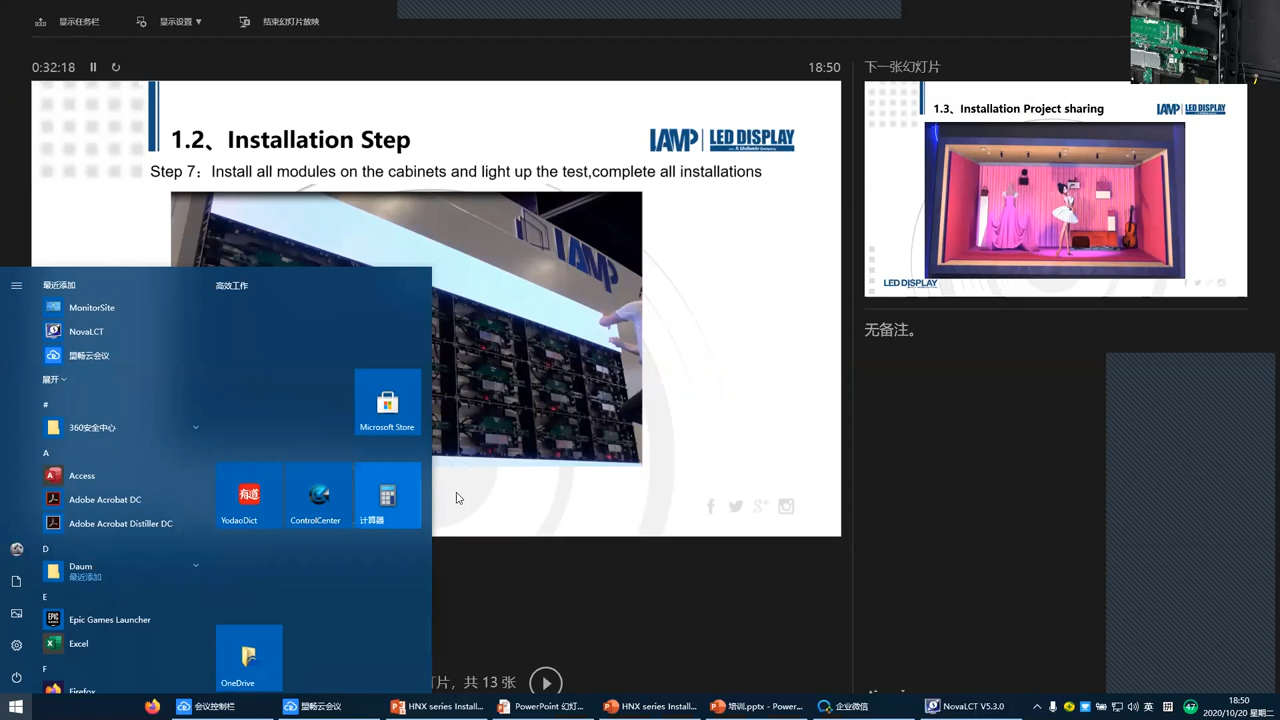 显示任务栏
显示设置 ▼
结束幻灯片放映
0:32:18
18:50
下一张幻灯片
1.2、Installation Step
IAMP
LED DISPLAY
Step 7：Install all modules on the cabinets and light up the test,complete all installations
IAMP
1.3、Installation Project sharing
IAMP
LED DISPLAY
LED DISPLAY
无备注。
最近添加
高效工作
MonitorSite
NovaLCT
盟畅云会议
展开
#
360安全中心
Microsoft Store
A
Access
Adobe Acrobat DC
Adobe Acrobat Distiller DC
有道
YodaoDict
ControlCenter
计算器
D
Daum
最近添加
E
Epic Games Launcher
Excel
F
Firefox
OneDrive
灯片，共 13 张
会议控制栏
盟畅云会议
HNX series Install...
PowerPoint 幻灯...
HNX series Install...
培训.pptx - Power...
企业微信
NovaLCT V5.3.0
英
拼
47
18:50
2020/10/20 星期二